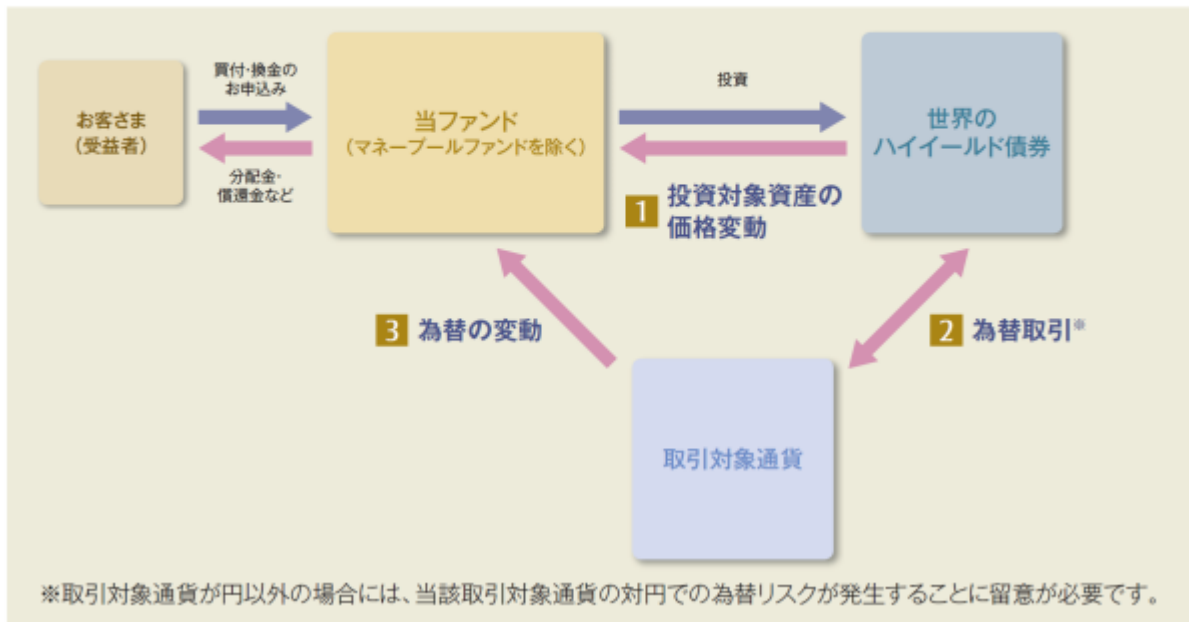 買付・換金の
お申込み
お客さま
（受益者）
分配金・
償還金など
当ファンド
（マネープールファンドを除く）
投資
世界の
ハイイールド債券
1 投資対象資産の
価格変動
3 為替の変動
2 為替取引※
取引対象通貨
※取引対象通貨が円以外の場合には、当該取引対象通貨の対円での為替リスクが発生することに留意が必要です。